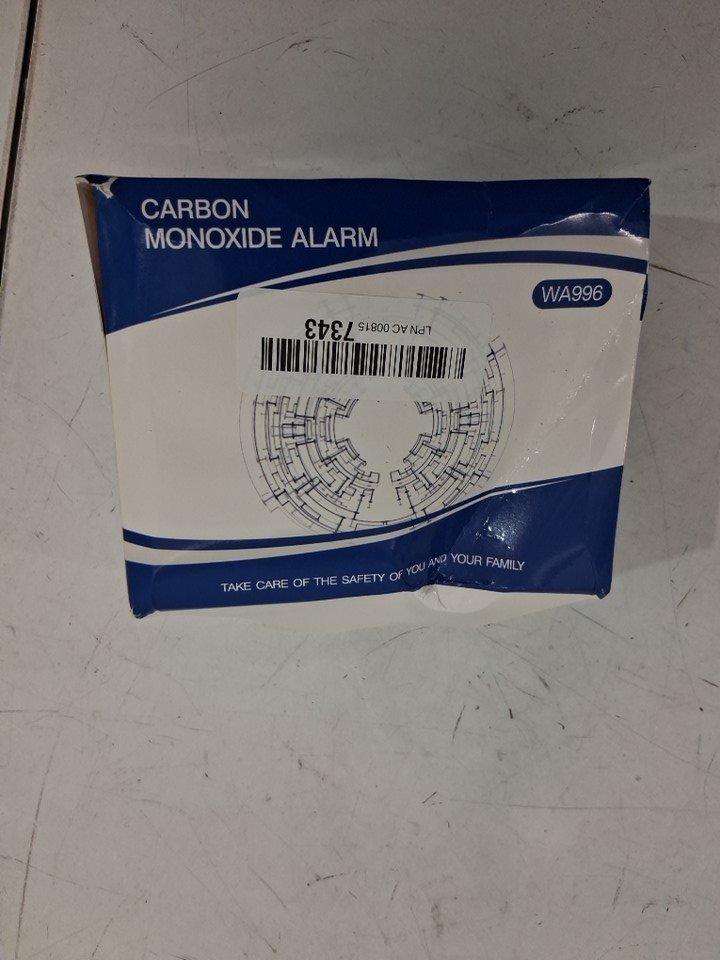 CARBON
MONOXIDE ALARM
WA996
LPN AC 00815 7343
TAKE CARE OF THE SAFETY OF YOU AND YOUR FAMILY